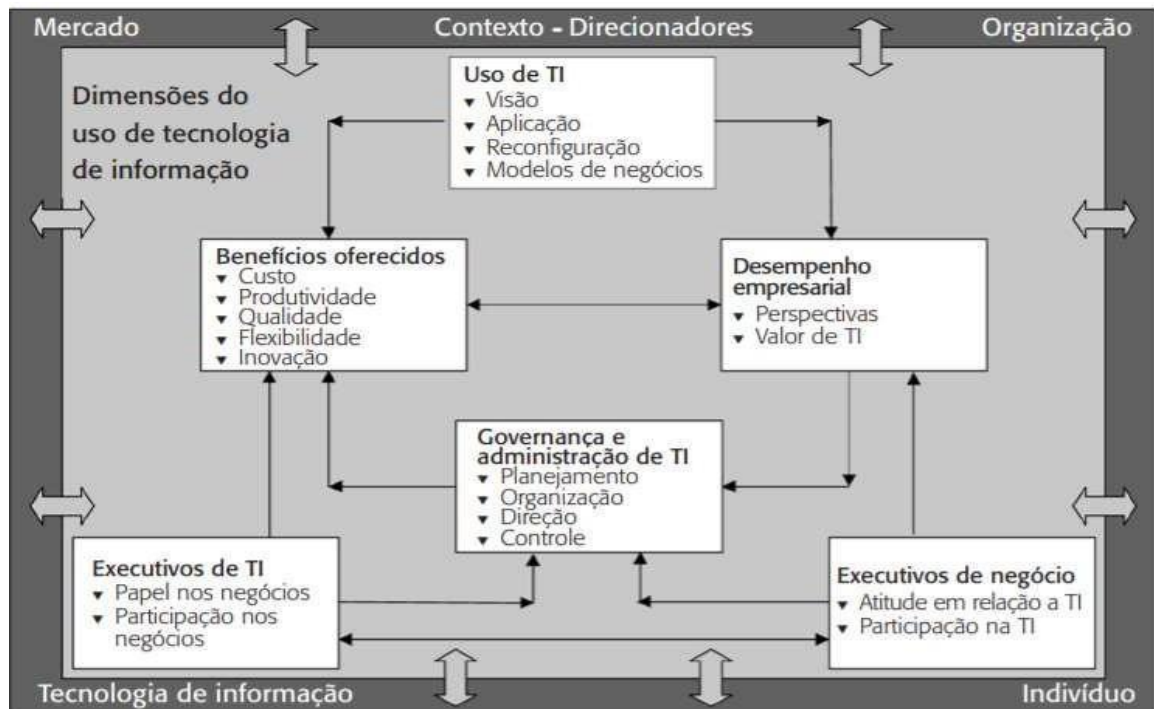 Mercado
Contexto - Direcionadores
Organização
Dimensões do
uso de tecnologia
de informação
Uso de TI
▾ Visão
▾ Aplicação
▾ Reconfiguração
▾ Modelos de negócios
Benefícios oferecidos
▾ Custo
▾ Produtividade
▾ Qualidade
▾ Flexibilidade
▾ Inovação
Desempenho
empresarial
▾ Perspectivas
▾ Valor de TI
Governança e
administração de TI
▾ Planejamento
▾ Organização
▾ Direção
▾ Controle
Executivos de TI
▾ Papel nos negócios
▾ Participação nos
negócios
Executivos de negócio
▾ Atitude em relação a TI
▾ Participação na TI
Tecnologia de informação
Indivíduo